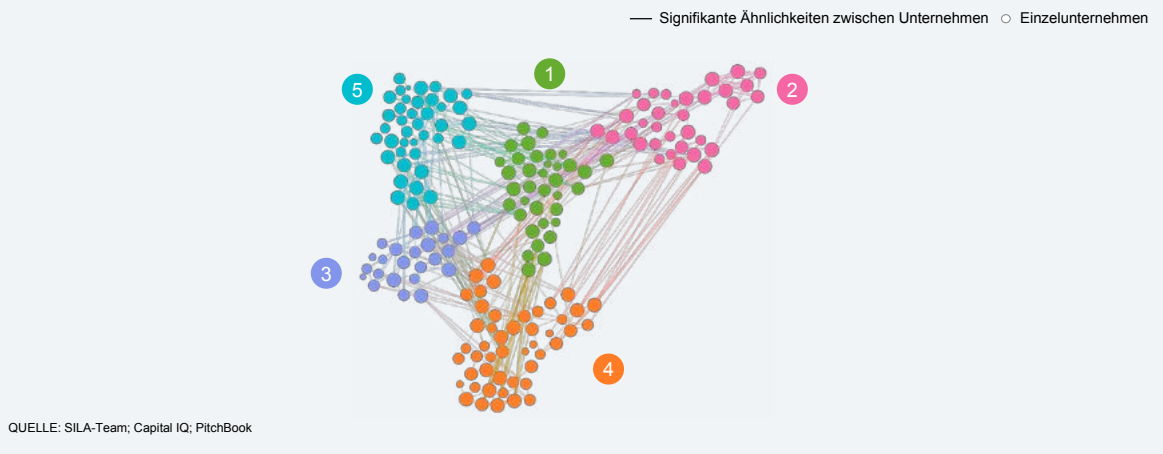 Signifikante Ähnlichkeiten zwischen Unternehmen Einzelunternehmen
1
5
2
3
4
QUELLE: SILA-Team; Capital IQ; PitchBook